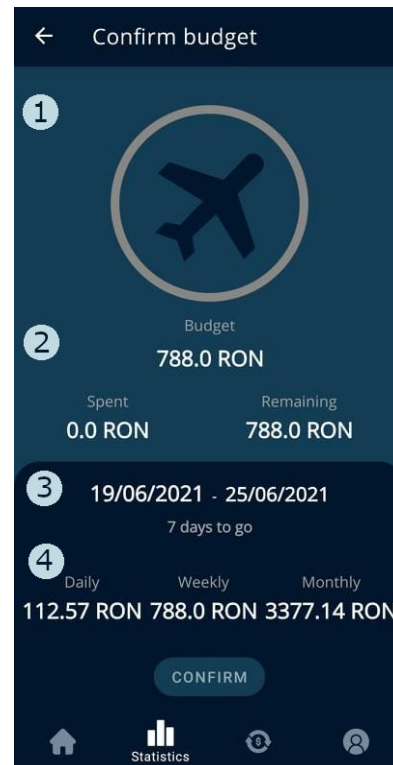 Confirm budget
1
Budget
2
788.0 RON
Spent Remaining
0.0 RON 788.0 RON
3
19/06/2021 - 25/06/2021
7 days to go
4
Daily Weekly Monthly
112.57 RON 788.0 RON 3377.14 RON
CONFIRM
Statistics